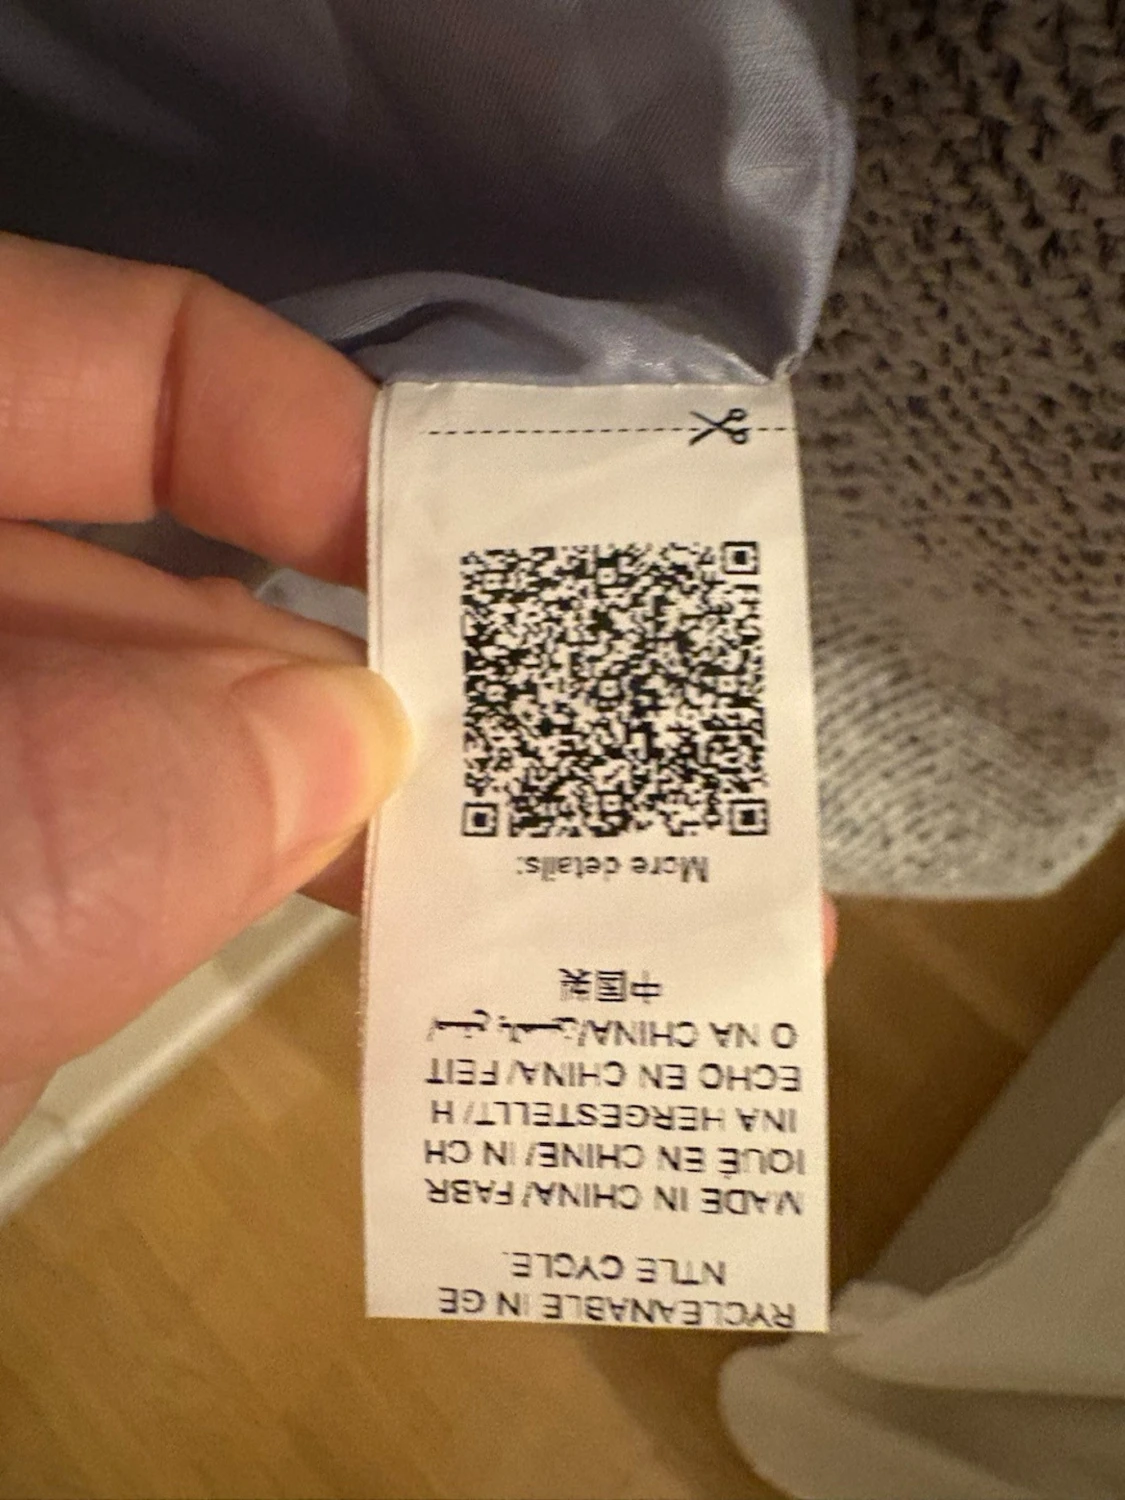 RYCLEANABLE IN GE
NTLE CYCLE.
MADE IN CHINA/FABR
IQUÉ EN CHINE/IN CH
INA HERGESTELLT/H
ECHO EN CHINA/FEIT
O NA CHINA/صنع بالصين
中国製
More details: